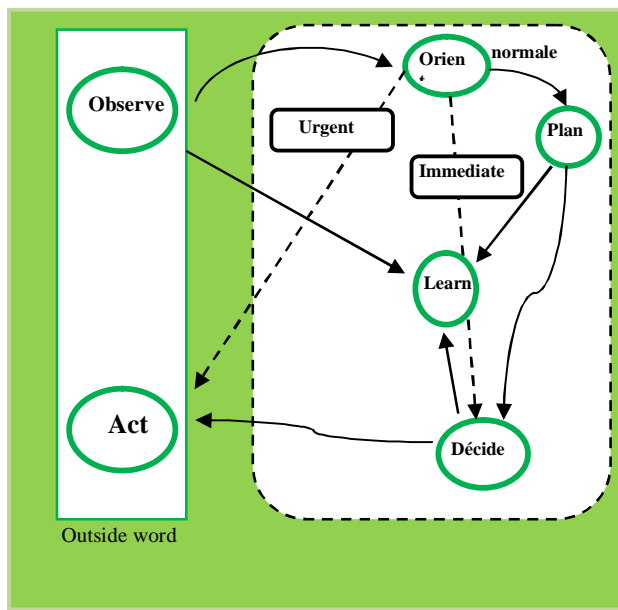 Orien
normale
Observe
Urgent
Plan
Immediate
Learn
Act
Décide
Outside word